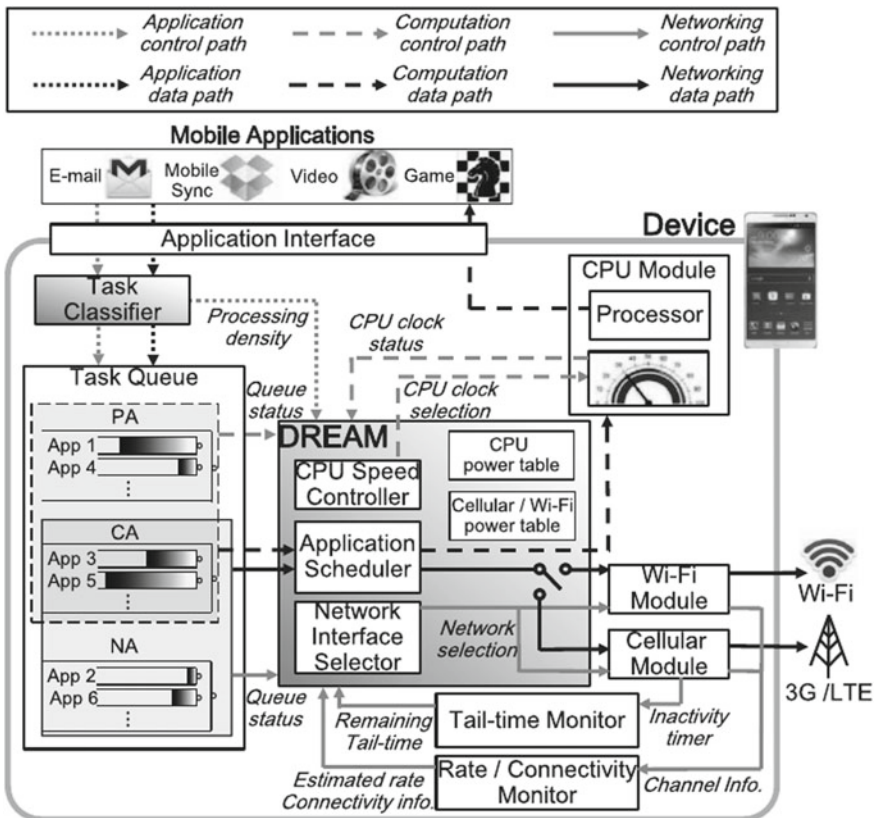 Application
control path
Computation
control path
Networking
control path
Application
data path
Computation
data path
Networking
data path
Mobile Applications
E-mail
Mobile
Sync
Video
Game
Application Interface
Device
Task
Classifier
Processing
density
CPU clock
status
CPU Module
Processor
Task Queue
Queue
status
CPU clock
selection
PA
App 1
App 4
DREAM
CPU Speed
Controller
CPU
power table
Cellular / Wi-Fi
power table
CA
App 3
App 5
Application
Scheduler
Wi-Fi
Module
Wi-Fi
Network
Interface
Selector
Network
selection
Cellular
Module
3G /LTE
NA
App 2
App 6
Queue
status
Remaining
Tail-time
Tail-time Monitor
Inactivity
timer
Estimated rate
Connectivity info.
Rate / Connectivity
Monitor
Channel Info.